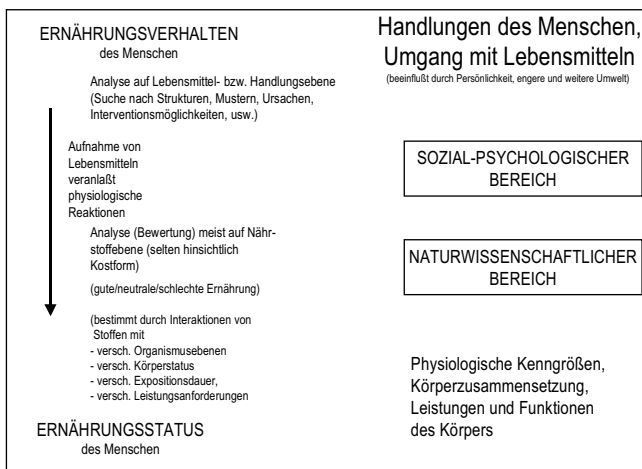 ERNÄHRUNGSVERHALTEN
des Menschen
Analyse auf Lebensmittel- bzw. Handlungsebene
(Suche nach Strukturen, Mustern, Ursachen,
Interventionsmöglichkeiten, usw.)
Aufnahme von
Lebensmitteln
veranlaßt
physiologische
Reaktionen
Analyse (Bewertung) meist auf Nähr-
stoffebene (selten hinsichtlich
Kostform)
(gute/neutrale/schlechte Ernährung)
(bestimmt durch Interaktionen von
Stoffen mit
- versch. Organismusebenen
- versch. Körperstatus
- versch. Expositionsdauer,
- versch. Leistungsanforderungen
ERNÄHRUNGSSTATUS
des Menschen
Handlungen des Menschen,
Umgang mit Lebensmitteln
(beeinflußt durch Persönlichkeit, engere und weitere Umwelt)
SOZIAL-PSYCHOLOGISCHER
BEREICH
NATURWISSENSCHAFTLICHER
BEREICH
Physiologische Kenngrößen,
Körperzusammensetzung,
Leistungen und Funktionen
des Körpers